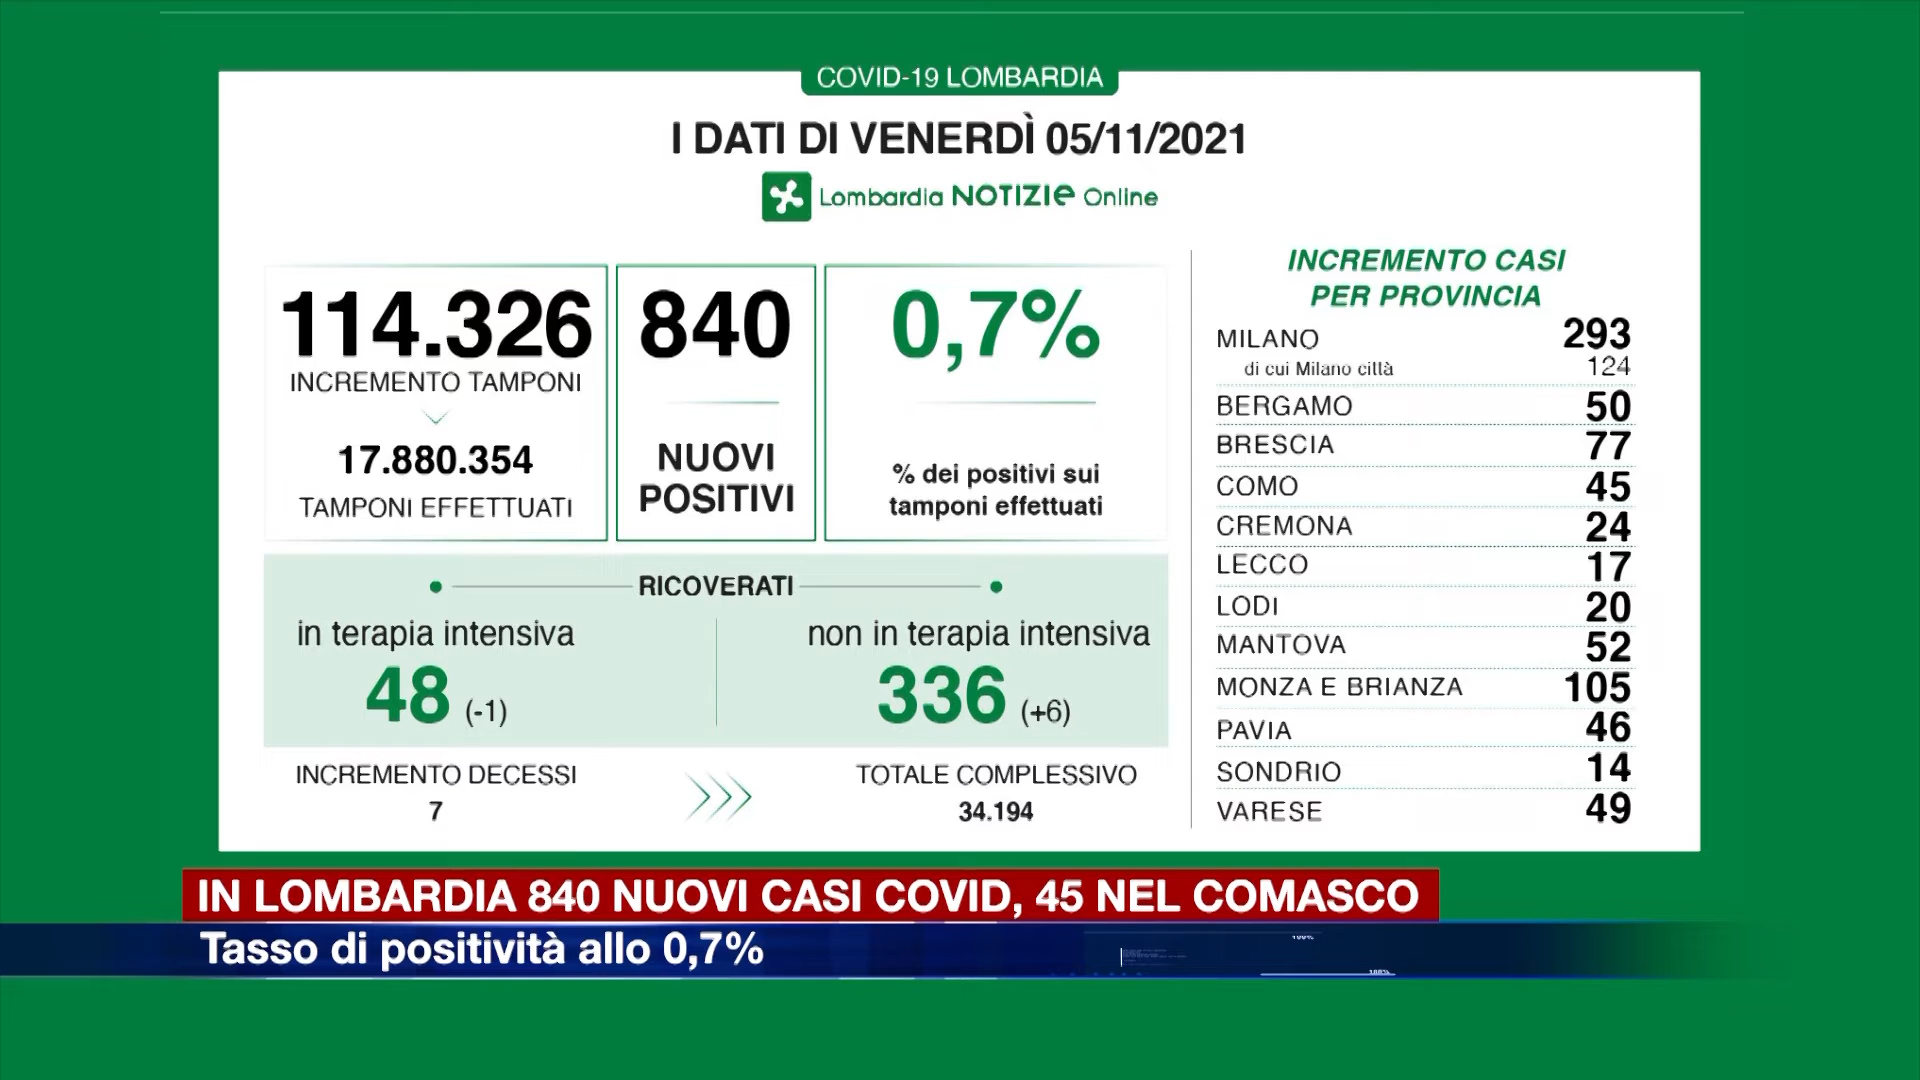 COVID-19 LOMBARDIA
I DATI DI VENERDÌ 05/11/2021
Lombardia NOTIZIE Online
114.326
INCREMENTO TAMPONI
17.880.354
TAMPONI EFFETTUATI
840
NUOVI
POSITIVI
0,7%
% dei positivi sui
tamponi effettuati
RICOVERATI
in terapia intensiva
48 (-1)
non in terapia intensiva
336 (+6)
INCREMENTO DECESSI
7
TOTALE COMPLESSIVO
34.194
INCREMENTO CASI
PER PROVINCIA
MILANO 293
di cui Milano città 124
BERGAMO 50
BRESCIA 77
COMO 45
CREMONA 24
LECCO 17
LODI 20
MANTOVA 52
MONZA E BRIANZA 105
PAVIA 46
SONDRIO 14
VARESE 49
IN LOMBARDIA 840 NUOVI CASI COVID, 45 NEL COMASCO
Tasso di positività allo 0,7%